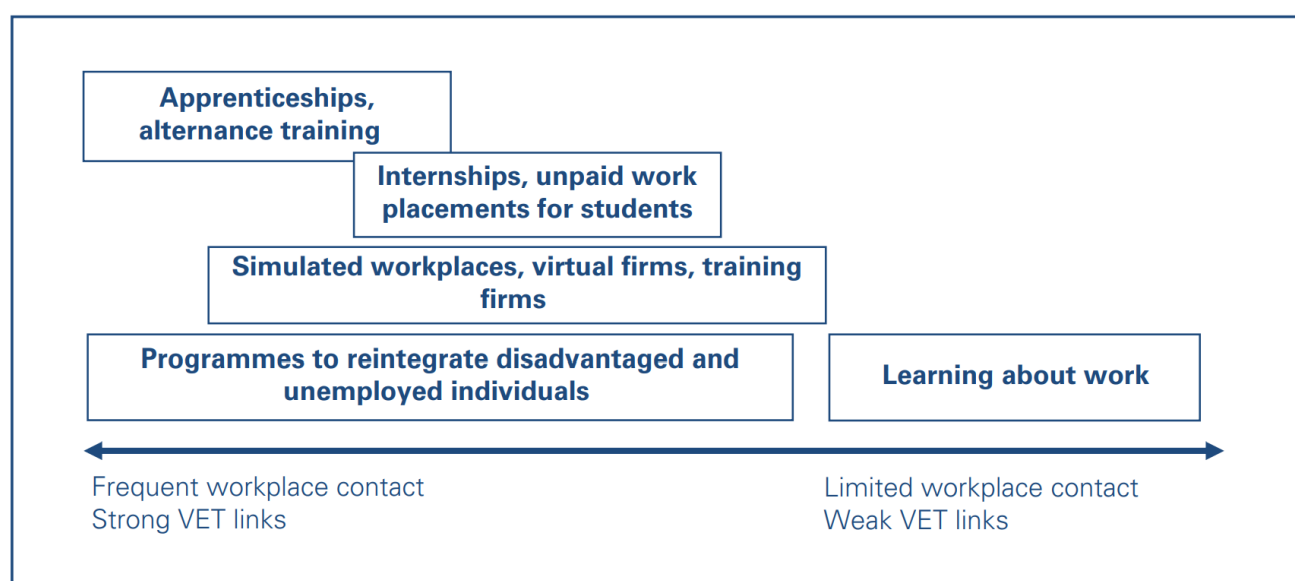 Apprenticeships,
alternance training
Internships, unpaid work
placements for students
Simulated workplaces, virtual firms, training
firms
Programmes to reintegrate disadvantaged and
unemployed individuals
Learning about work
Frequent workplace contact
Strong VET links
Limited workplace contact
Weak VET links